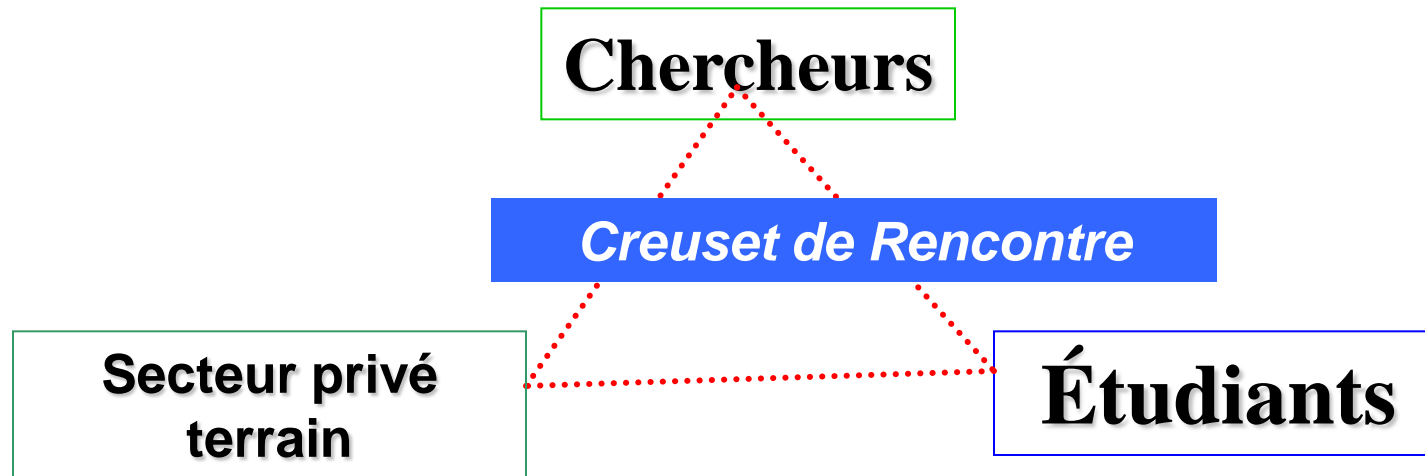 Chercheurs
Creuset de Rencontre
Secteur privé
terrain
Étudiants